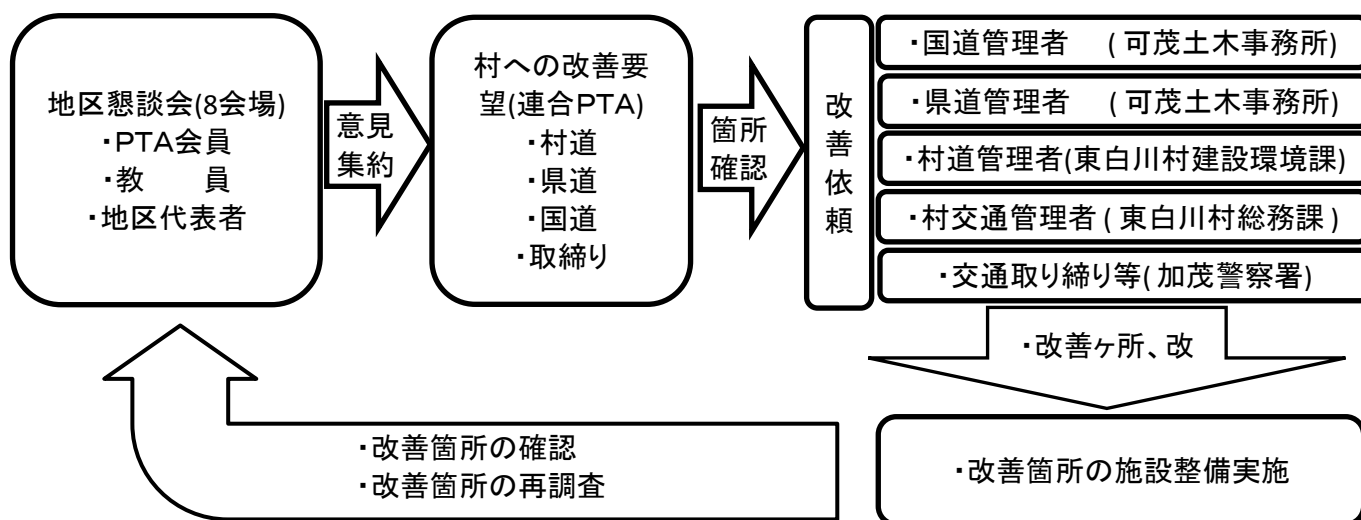 地区懇談会(8会場)
・PTA会員
・教　　員
・地区代表者
意見
集約
村への改善要
望(連合PTA)
・村道
・県道
・国道
・取締り
箇所
確認
改
善
依
頼
・国道管理者　(可茂土木事務所)
・県道管理者　(可茂土木事務所)
・村道管理者(東白川村建設環境課)
・村交通管理者(東白川村総務課)
・交通取り締り等(加茂警察署)
・改善ヶ所、改
・改善箇所の施設整備実施
・改善箇所の確認
・改善箇所の再調査